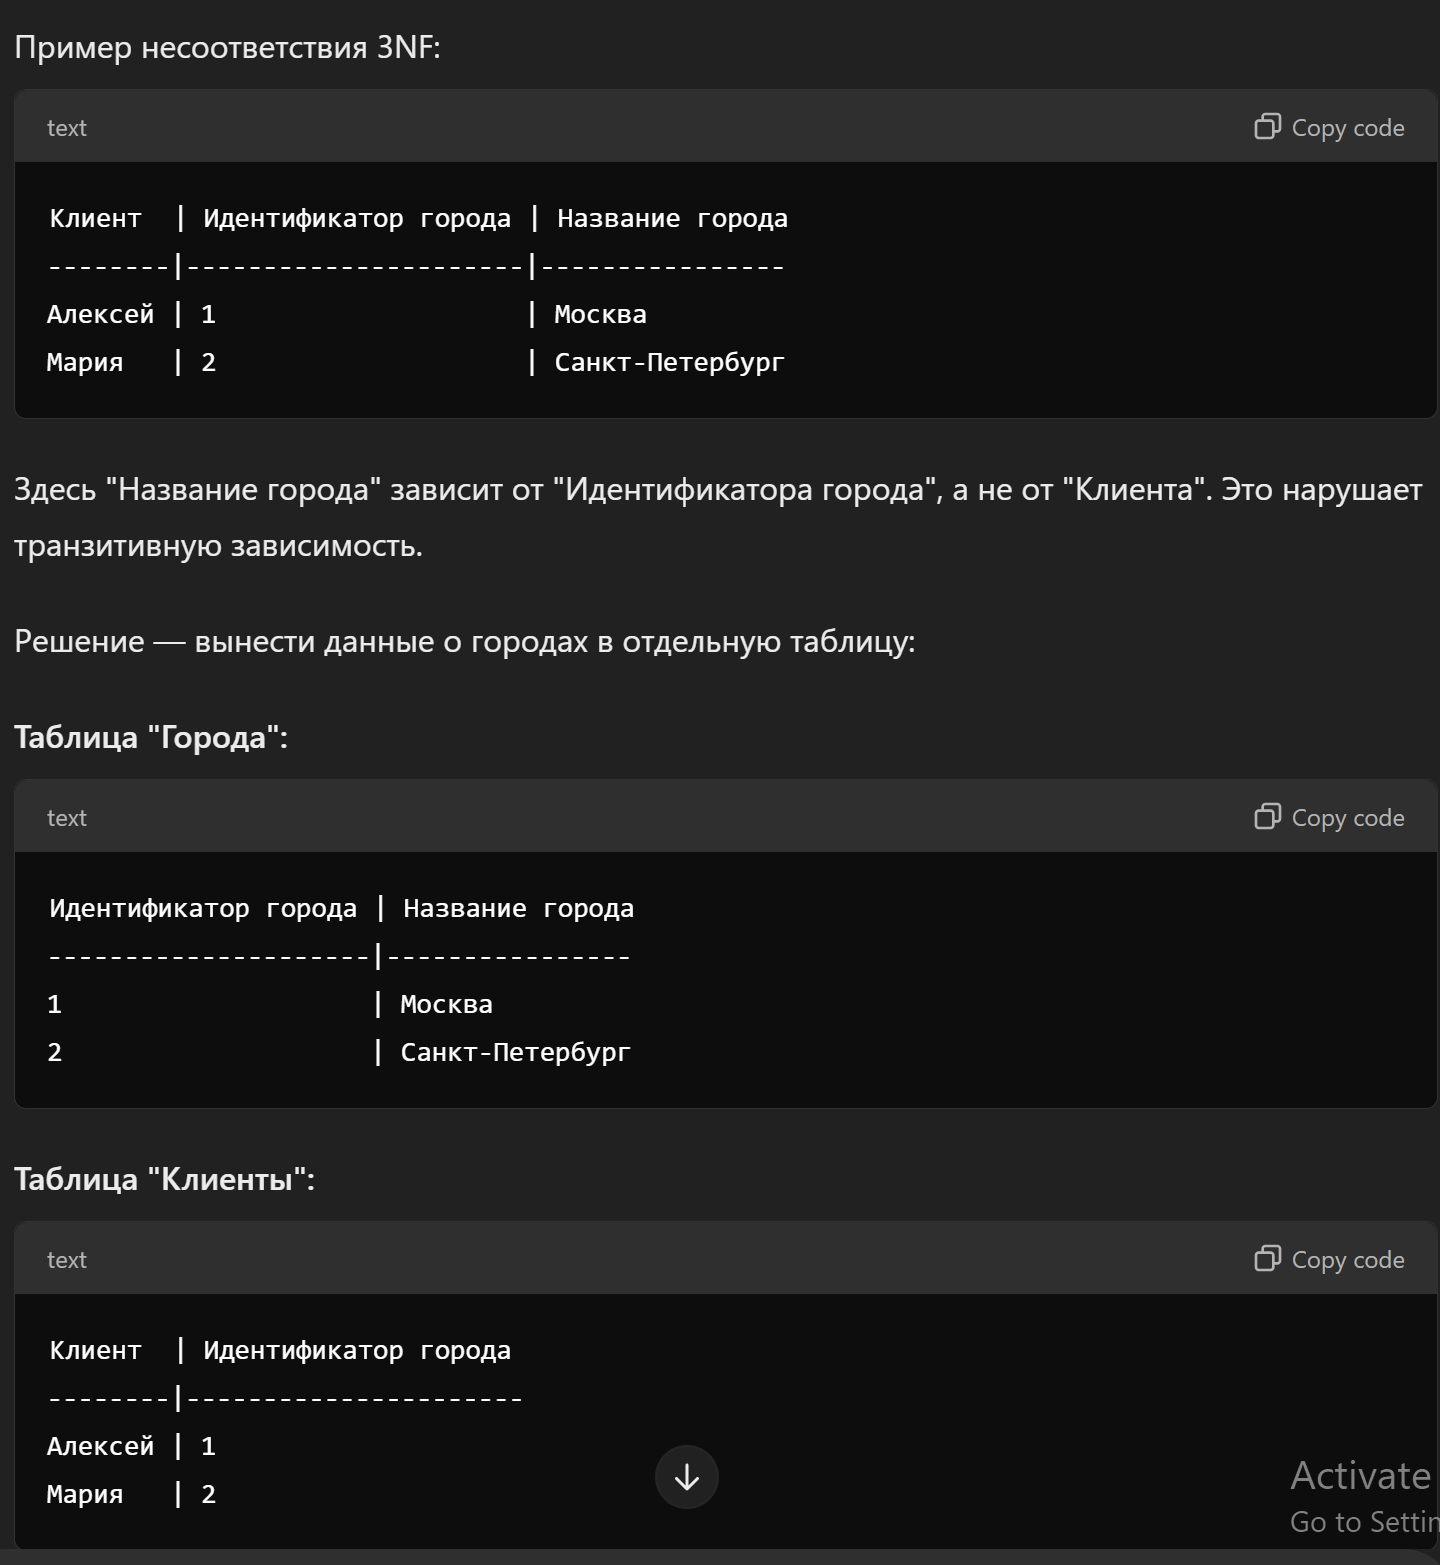 Пример несоответствия 3NF:
text
Copy code
Клиент  | Идентификатор города | Название города
--------|----------------------|----------------
Алексей | 1                    | Москва
Мария   | 2                    | Санкт-Петербург
Здесь "Название города" зависит от "Идентификатора города", а не от "Клиента". Это нарушает
транзитивную зависимость.
Решение — вынести данные о городах в отдельную таблицу:
Таблица "Города":
text
Copy code
Идентификатор города | Название города
---------------------|----------------
1                    | Москва
2                    | Санкт-Петербург
Таблица "Клиенты":
text
Copy code
Клиент  | Идентификатор города
--------|----------------------
Алексей | 1
Мария   | 2
Activate
Go to Settin